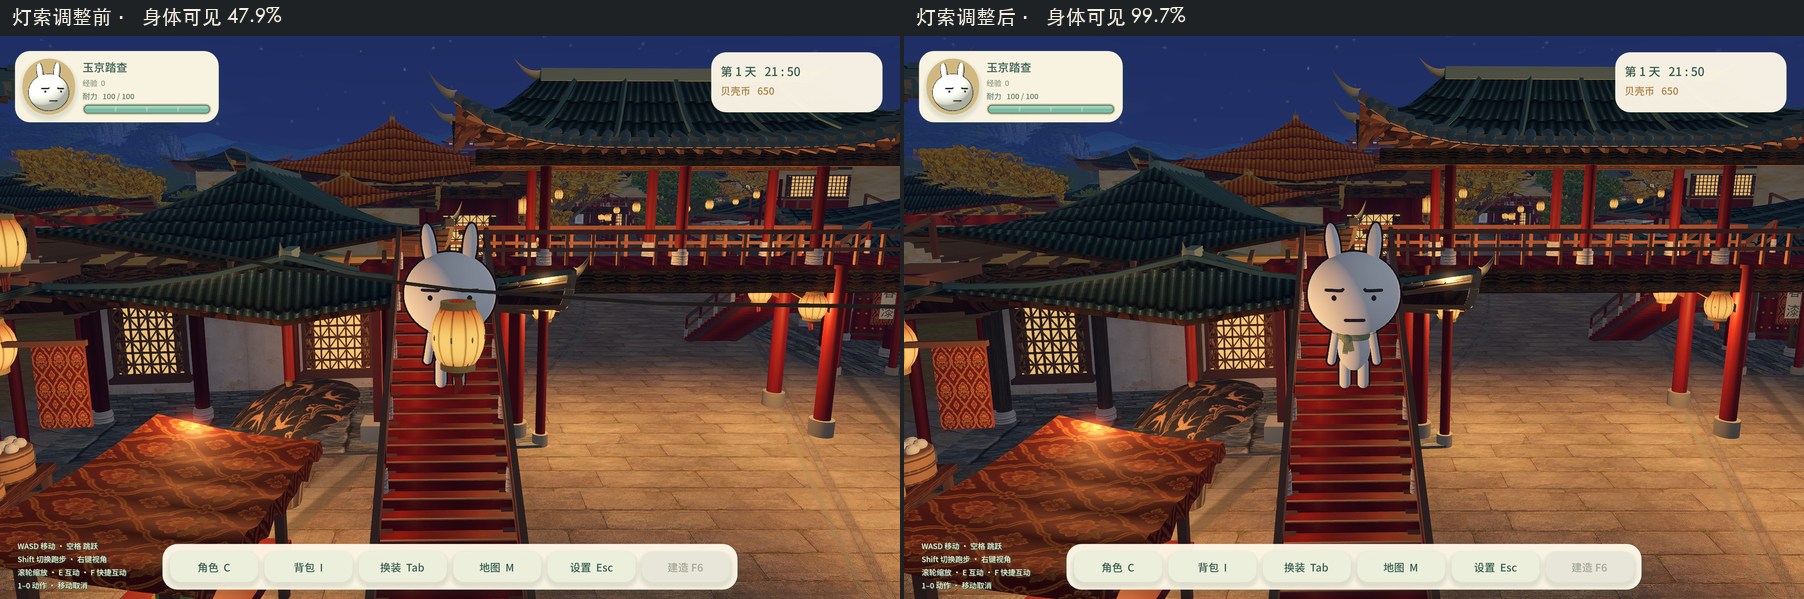 灯索调整前 · 身体可见 47.9%
玉京踏查
经验 0
耐力 100 / 100
第 1 天 21 : 50
贝壳币 650
WASD 移动 · 空格 跳跃
Shift 切换跑步 · 右键视角
滚轮缩放 · E 互动 · F 快捷互动
1-0 动作 · 移动取消
角色 C
背包 I
换装 Tab
地图 M
设置 Esc
建造 F6
灯索调整后 · 身体可见 99.7%
玉京踏查
经验 0
耐力 100 / 100
第 1 天 21 : 50
贝壳币 650
香
漆
WASD 移动 · 空格 跳跃
Shift 切换跑步 · 右键视角
滚轮缩放 · E 互动 · F 快捷互动
1-0 动作 · 移动取消
角色 C
背包 I
换装 Tab
地图 M
设置 Esc
建造 F6